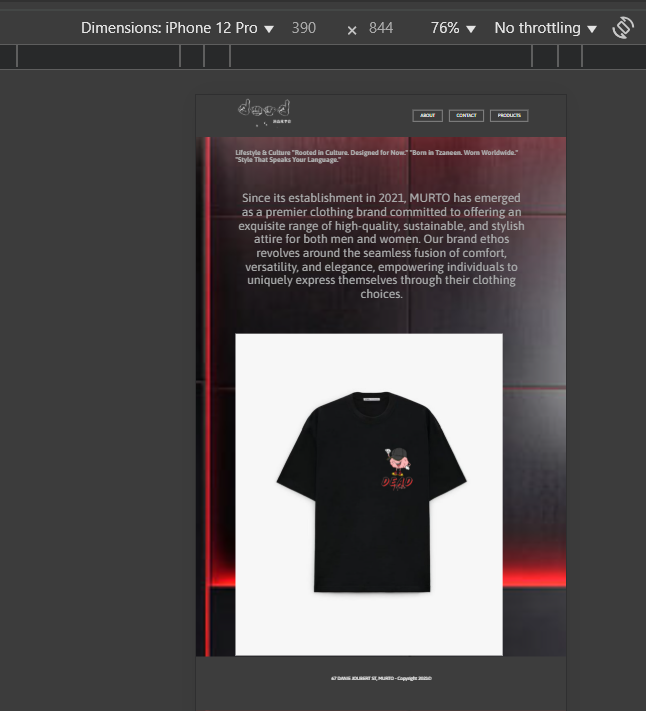 Dimensions: iPhone 12 Pro 390 × 844 76% No throttling
ABOUT CONTACT PRODUCTS
Lifestyle & Culture "Rooted in Culture. Designed for Now." "Born in Tzaneen. Worn Worldwide."
"Style That Speaks Your Language."
Since its establishment in 2021, MURTO has emerged
as a premier clothing brand committed to offering an
exquisite range of high-quality, sustainable, and stylish
attire for both men and women. Our brand ethos
revolves around the seamless fusion of comfort,
versatility, and elegance, empowering individuals to
uniquely express themselves through their clothing
choices.
DEAD
67 DANIE JOUBERT ST, MURTO - Copyright